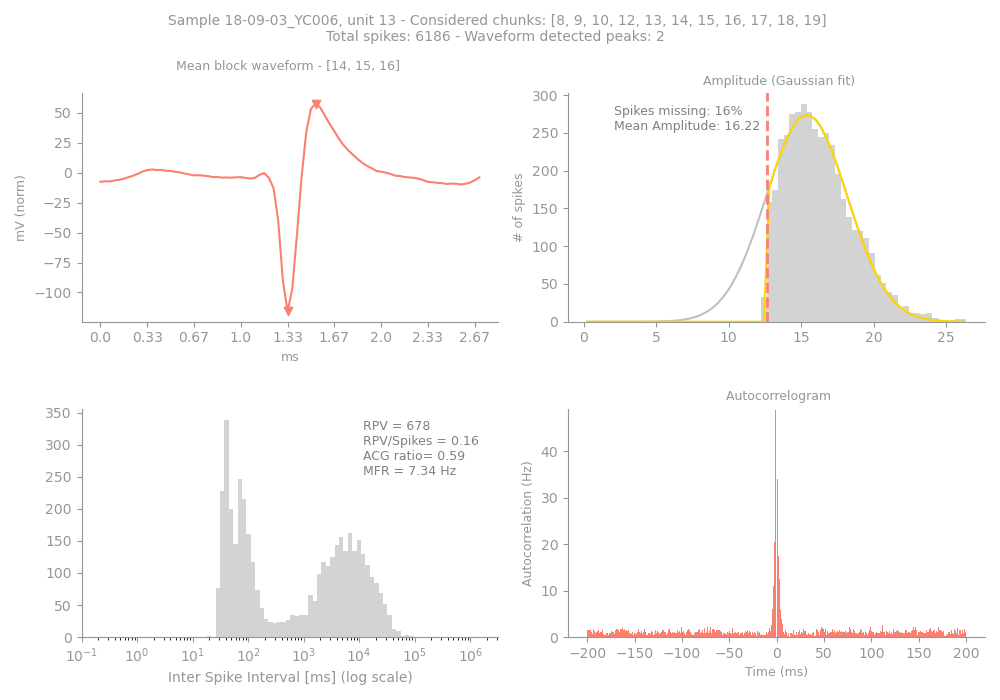 Sample 18-09-03_YC006, unit 13 - Considered chunks: [8, 9, 10, 12, 13, 14, 15, 16, 17, 18, 19]
Total spikes: 6186 - Waveform detected peaks: 2
Mean block waveform - [14, 15, 16]
50
25
0
−25
−50
−75
−100
mV (norm)
0.0 0.33 0.67 1.0 1.33 1.67 2.0 2.33 2.67
ms
Amplitude (Gaussian fit)
Spikes missing: 16%
Mean Amplitude: 16.22
300
250
200
150
100
50
0
# of spikes
0 5 10 15 20 25
350
300
250
200
150
100
50
0
RPV = 678
RPV/Spikes = 0.16
ACG ratio= 0.59
MFR = 7.34 Hz
10⁻¹ 10⁰ 10¹ 10² 10³ 10⁴ 10⁵ 10⁶
Inter Spike Interval [ms] (log scale)
Autocorrelogram
40
30
20
10
0
Autocorrelation (Hz)
−200 −150 −100 −50 0 50 100 150 200
Time (ms)